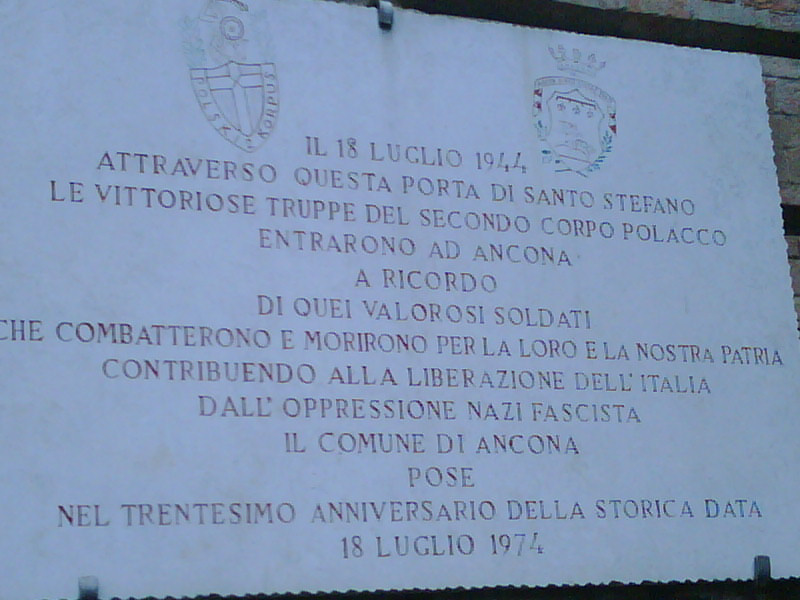 POLSKI KORPUS
IL 18 LUGLIO 1944
ATTRAVERSO QUESTA PORTA DI SANTO STEFANO
LE VITTORIOSE TRUPPE DEL SECONDO CORPO POLACCO
ENTRARONO AD ANCONA
A RICORDO
DI QUEI VALOROSI SOLDATI
CHE COMBATTERONO E MORIRONO PER LA LORO E LA NOSTRA PATRIA
CONTRIBUENDO ALLA LIBERAZIONE DELL'ITALIA
DALL'OPPRESSIONE NAZI FASCISTA
IL COMUNE DI ANCONA
POSE
NEL TRENTESIMO ANNIVERSARIO DELLA STORICA DATA
18 LUGLIO 1974